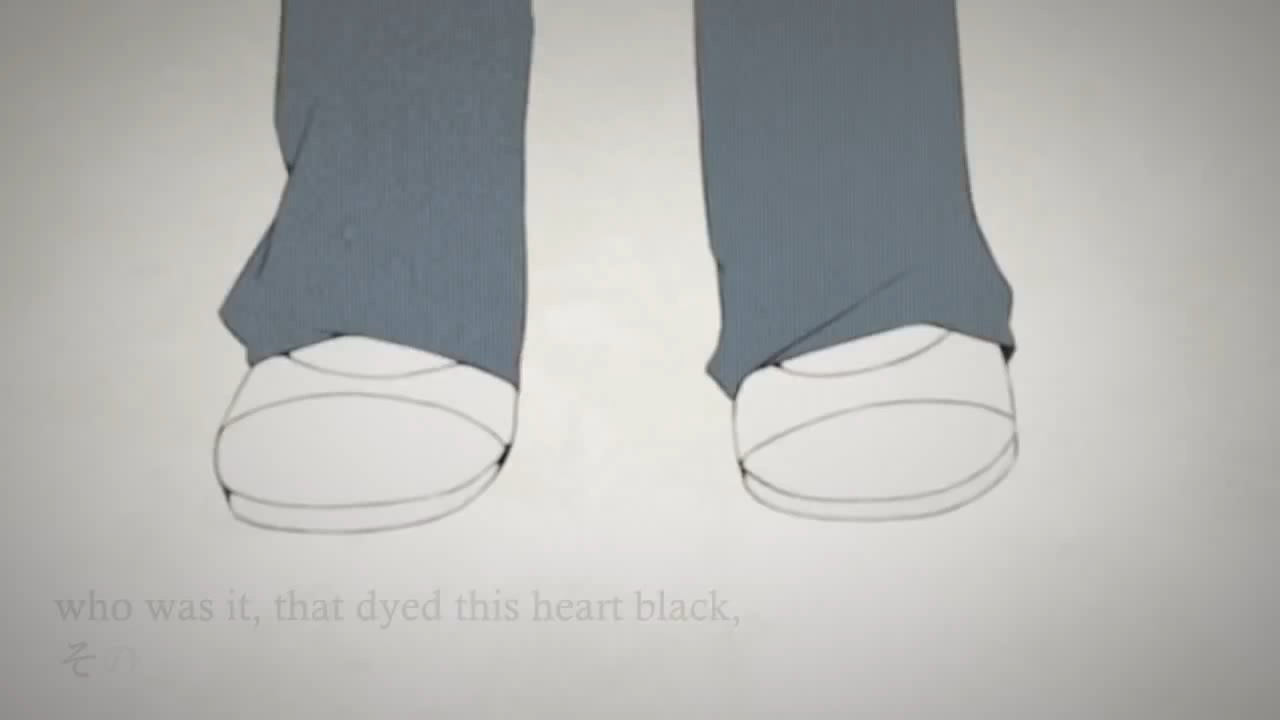 who was it, that dyed this heart black,
その